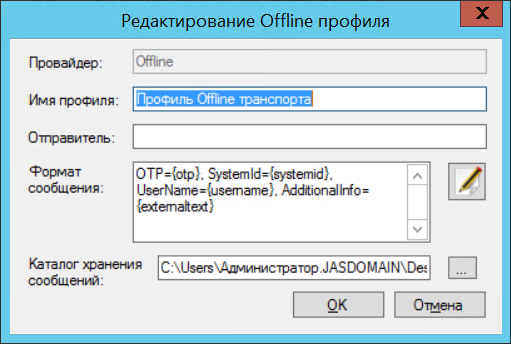 Редактирование Offline профиля
x
Провайдер: Offline
Имя профиля: Профиль Offline транспорта
Отправитель:
Формат сообщения:
OTP={otp}, SystemId={systemid},
UserName={username}, AdditionalInfo=
{externaltext}
Каталог хранения сообщений: C:\Users\Администратор.JASDOMAIN\Des
...
OK Отмена